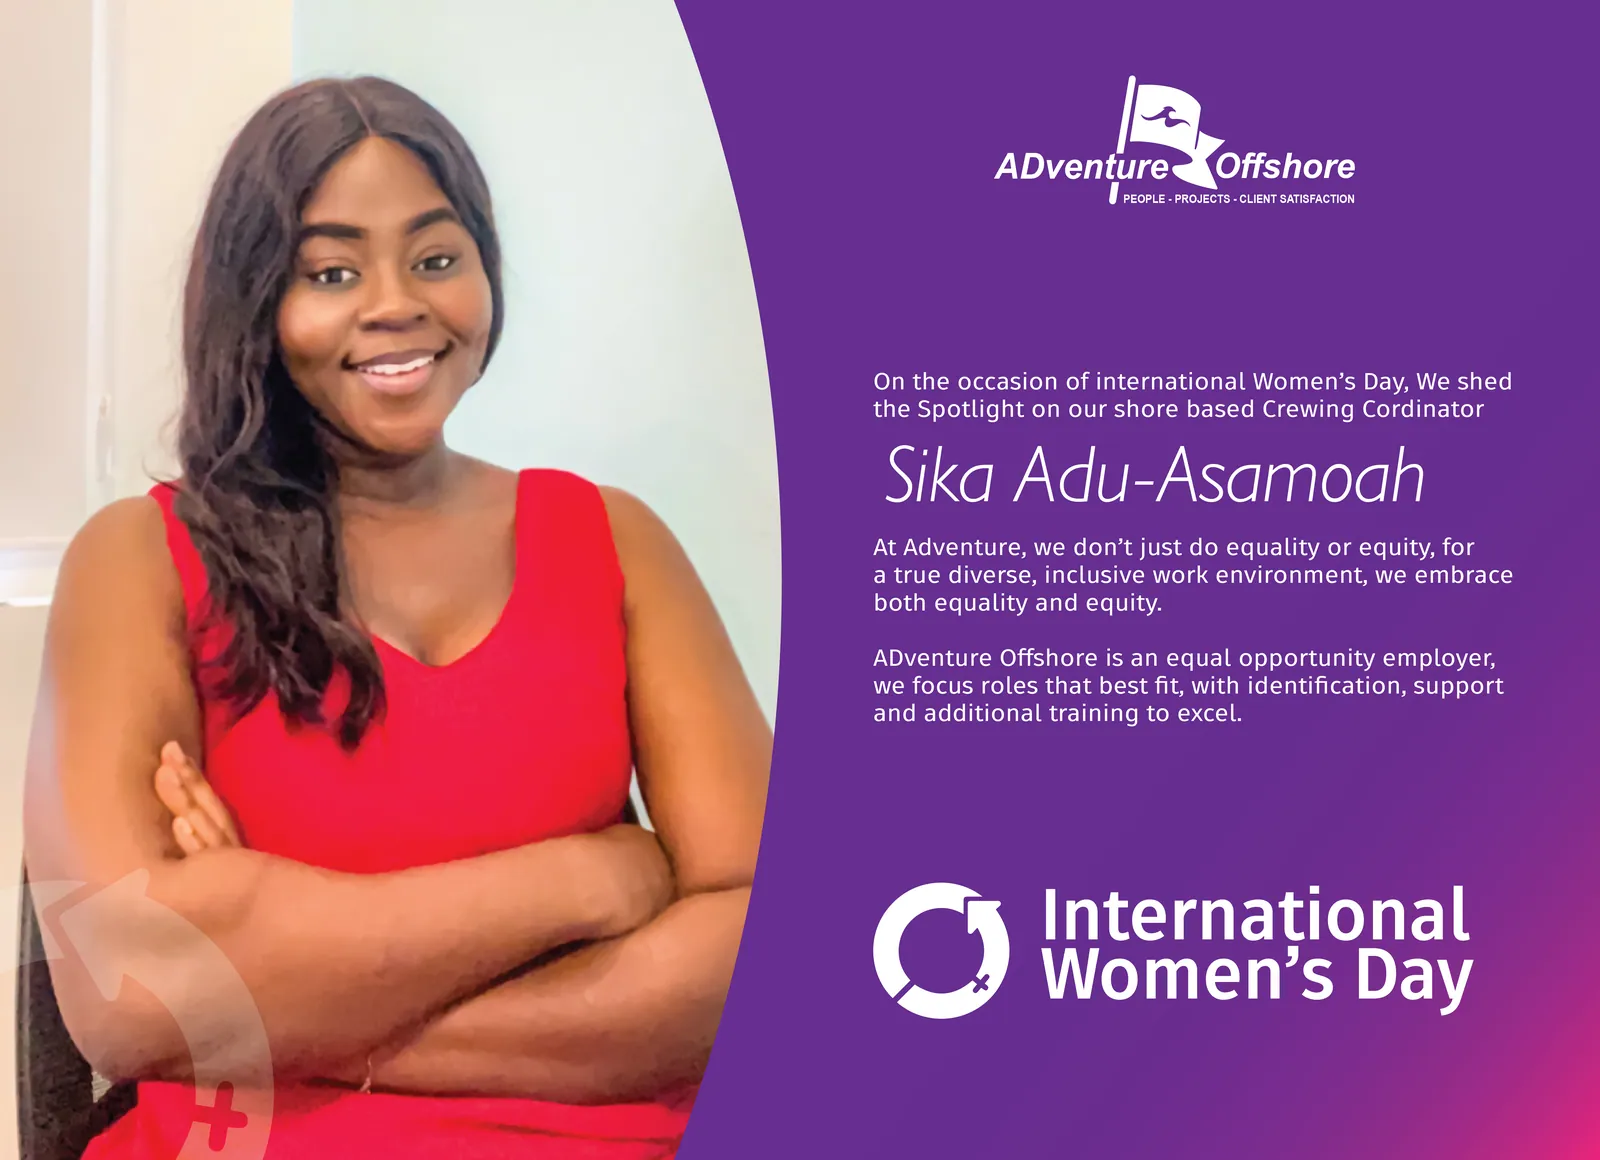 ADventure Offshore
PEOPLE - PROJECTS - CLIENT SATISFACTION
On the occasion of international Women’s Day, We shed
the Spotlight on our shore based Crewing Cordinator
Sika Adu-Asamoah
At Adventure, we don’t just do equality or equity, for
a true diverse, inclusive work environment, we embrace
both equality and equity.
ADventure Offshore is an equal opportunity employer,
we focus roles that best fit, with identification, support
and additional training to excel.
International
Women’s Day